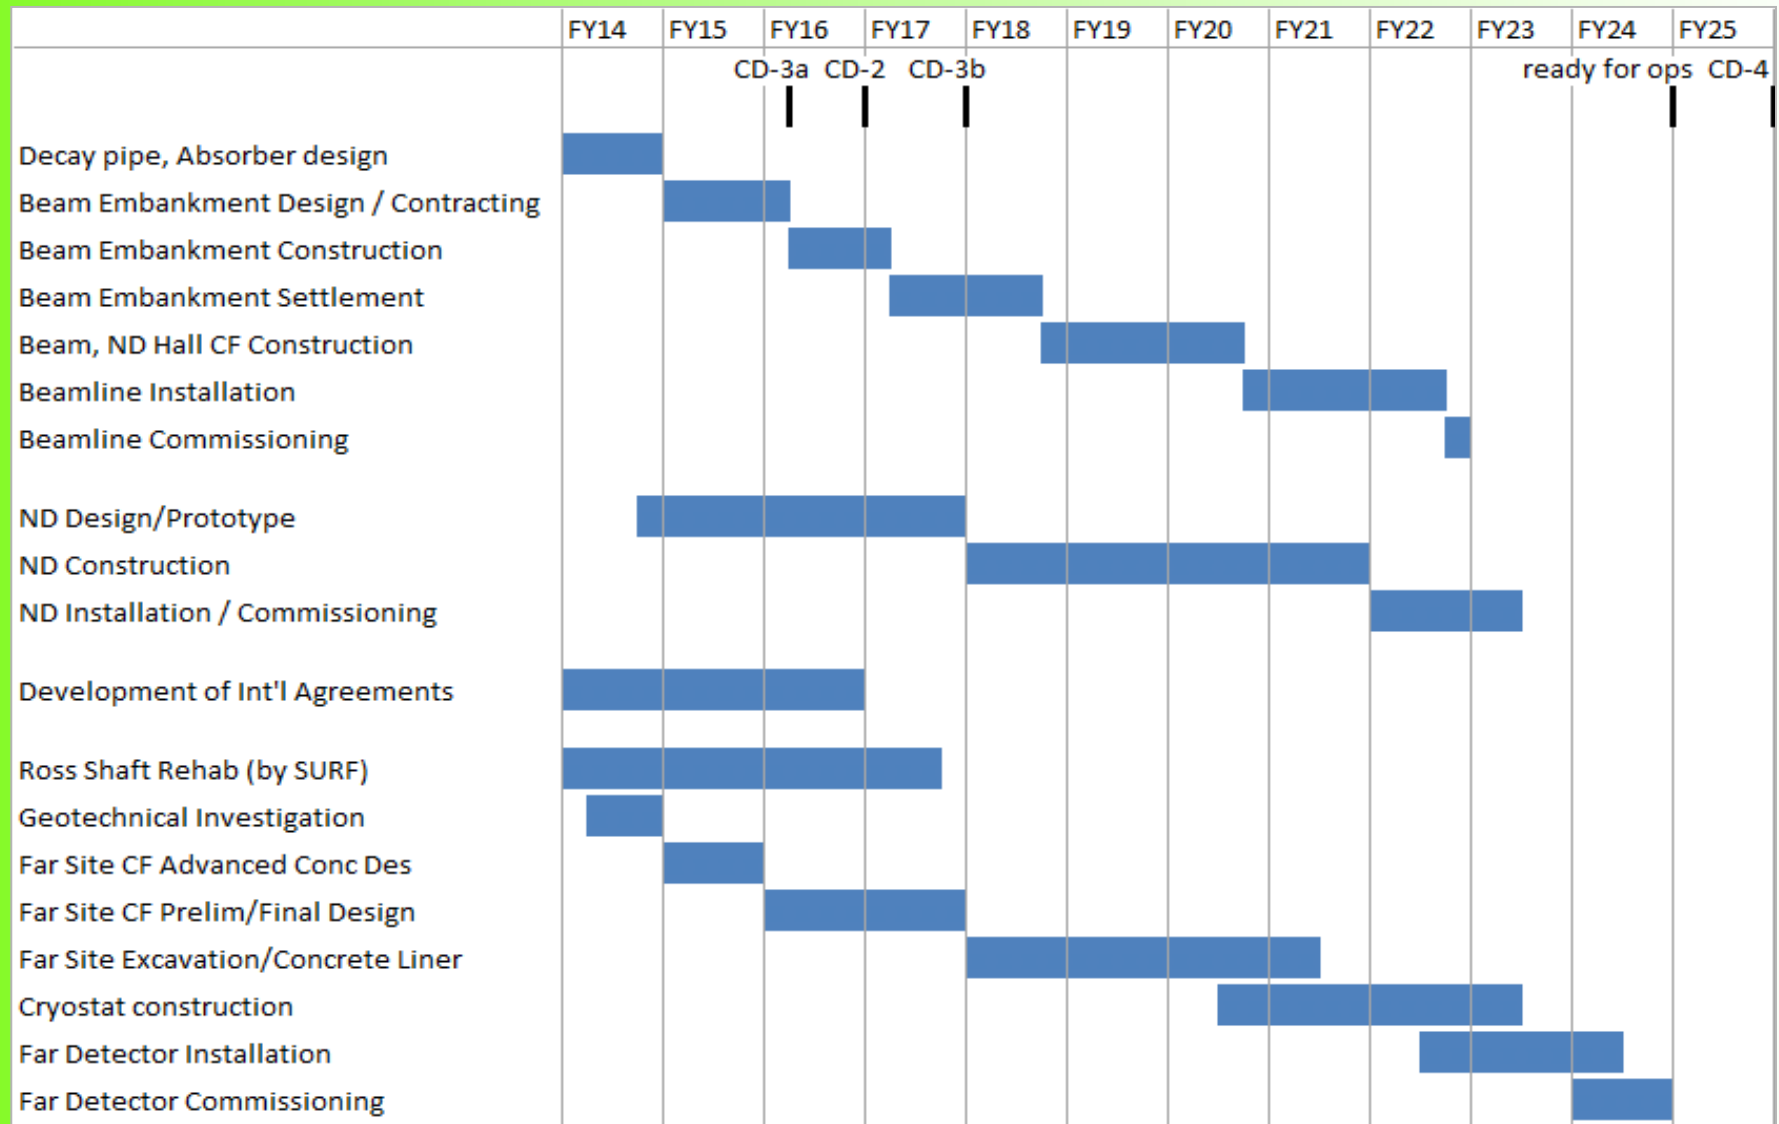 FY14 FY15 FY16 FY17 FY18 FY19 FY20 FY21 FY22 FY23 FY24 FY25
CD-3a CD-2 CD-3b ready for ops CD-4
Decay pipe, Absorber design
Beam Embankment Design / Contracting
Beam Embankment Construction
Beam Embankment Settlement
Beam, ND Hall CF Construction
Beamline Installation
Beamline Commissioning
ND Design/Prototype
ND Construction
ND Installation / Commissioning
Development of Int'l Agreements
Ross Shaft Rehab (by SURF)
Geotechnical Investigation
Far Site CF Advanced Conc Des
Far Site CF Prelim/Final Design
Far Site Excavation/Concrete Liner
Cryostat construction
Far Detector Installation
Far Detector Commissioning